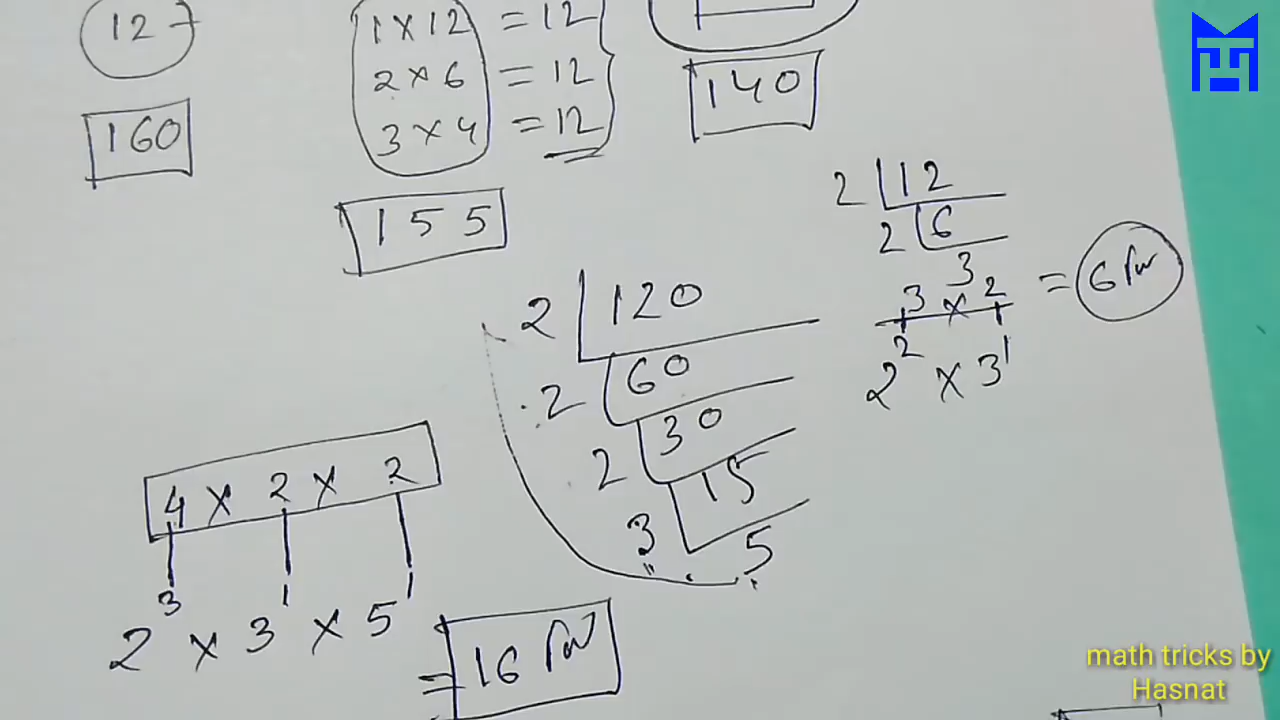 12
1 × 12 = 12
2 × 6 = 12
3 × 4 = 12
160
140
155
2 12
2 6
3
3 × 2 = 6
2² × 3¹
2 120
2 60
2 30
3 15
5
4 × 2 × 2
2³ × 3¹ × 5¹
= 16
math tricks by
Hasnat